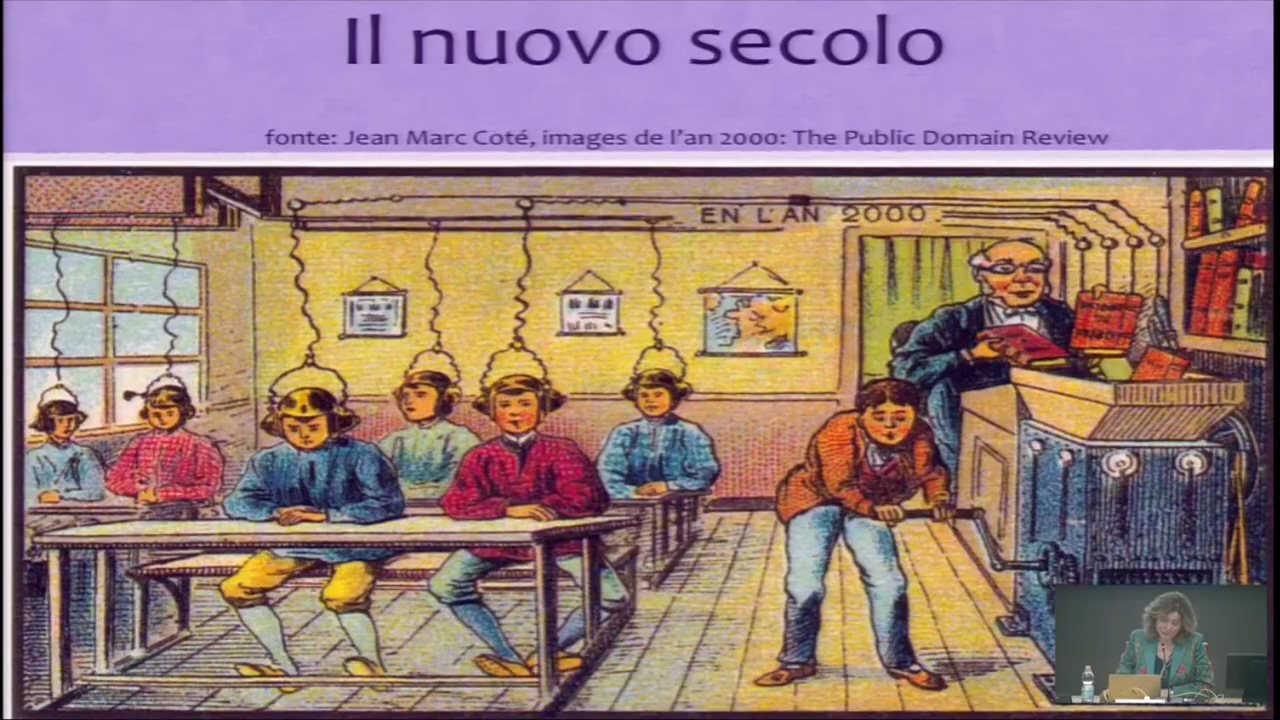 Il nuovo secolo
fonte: Jean Marc Coté, images de l'an 2000: The Public Domain Review
EN L'AN 2000.